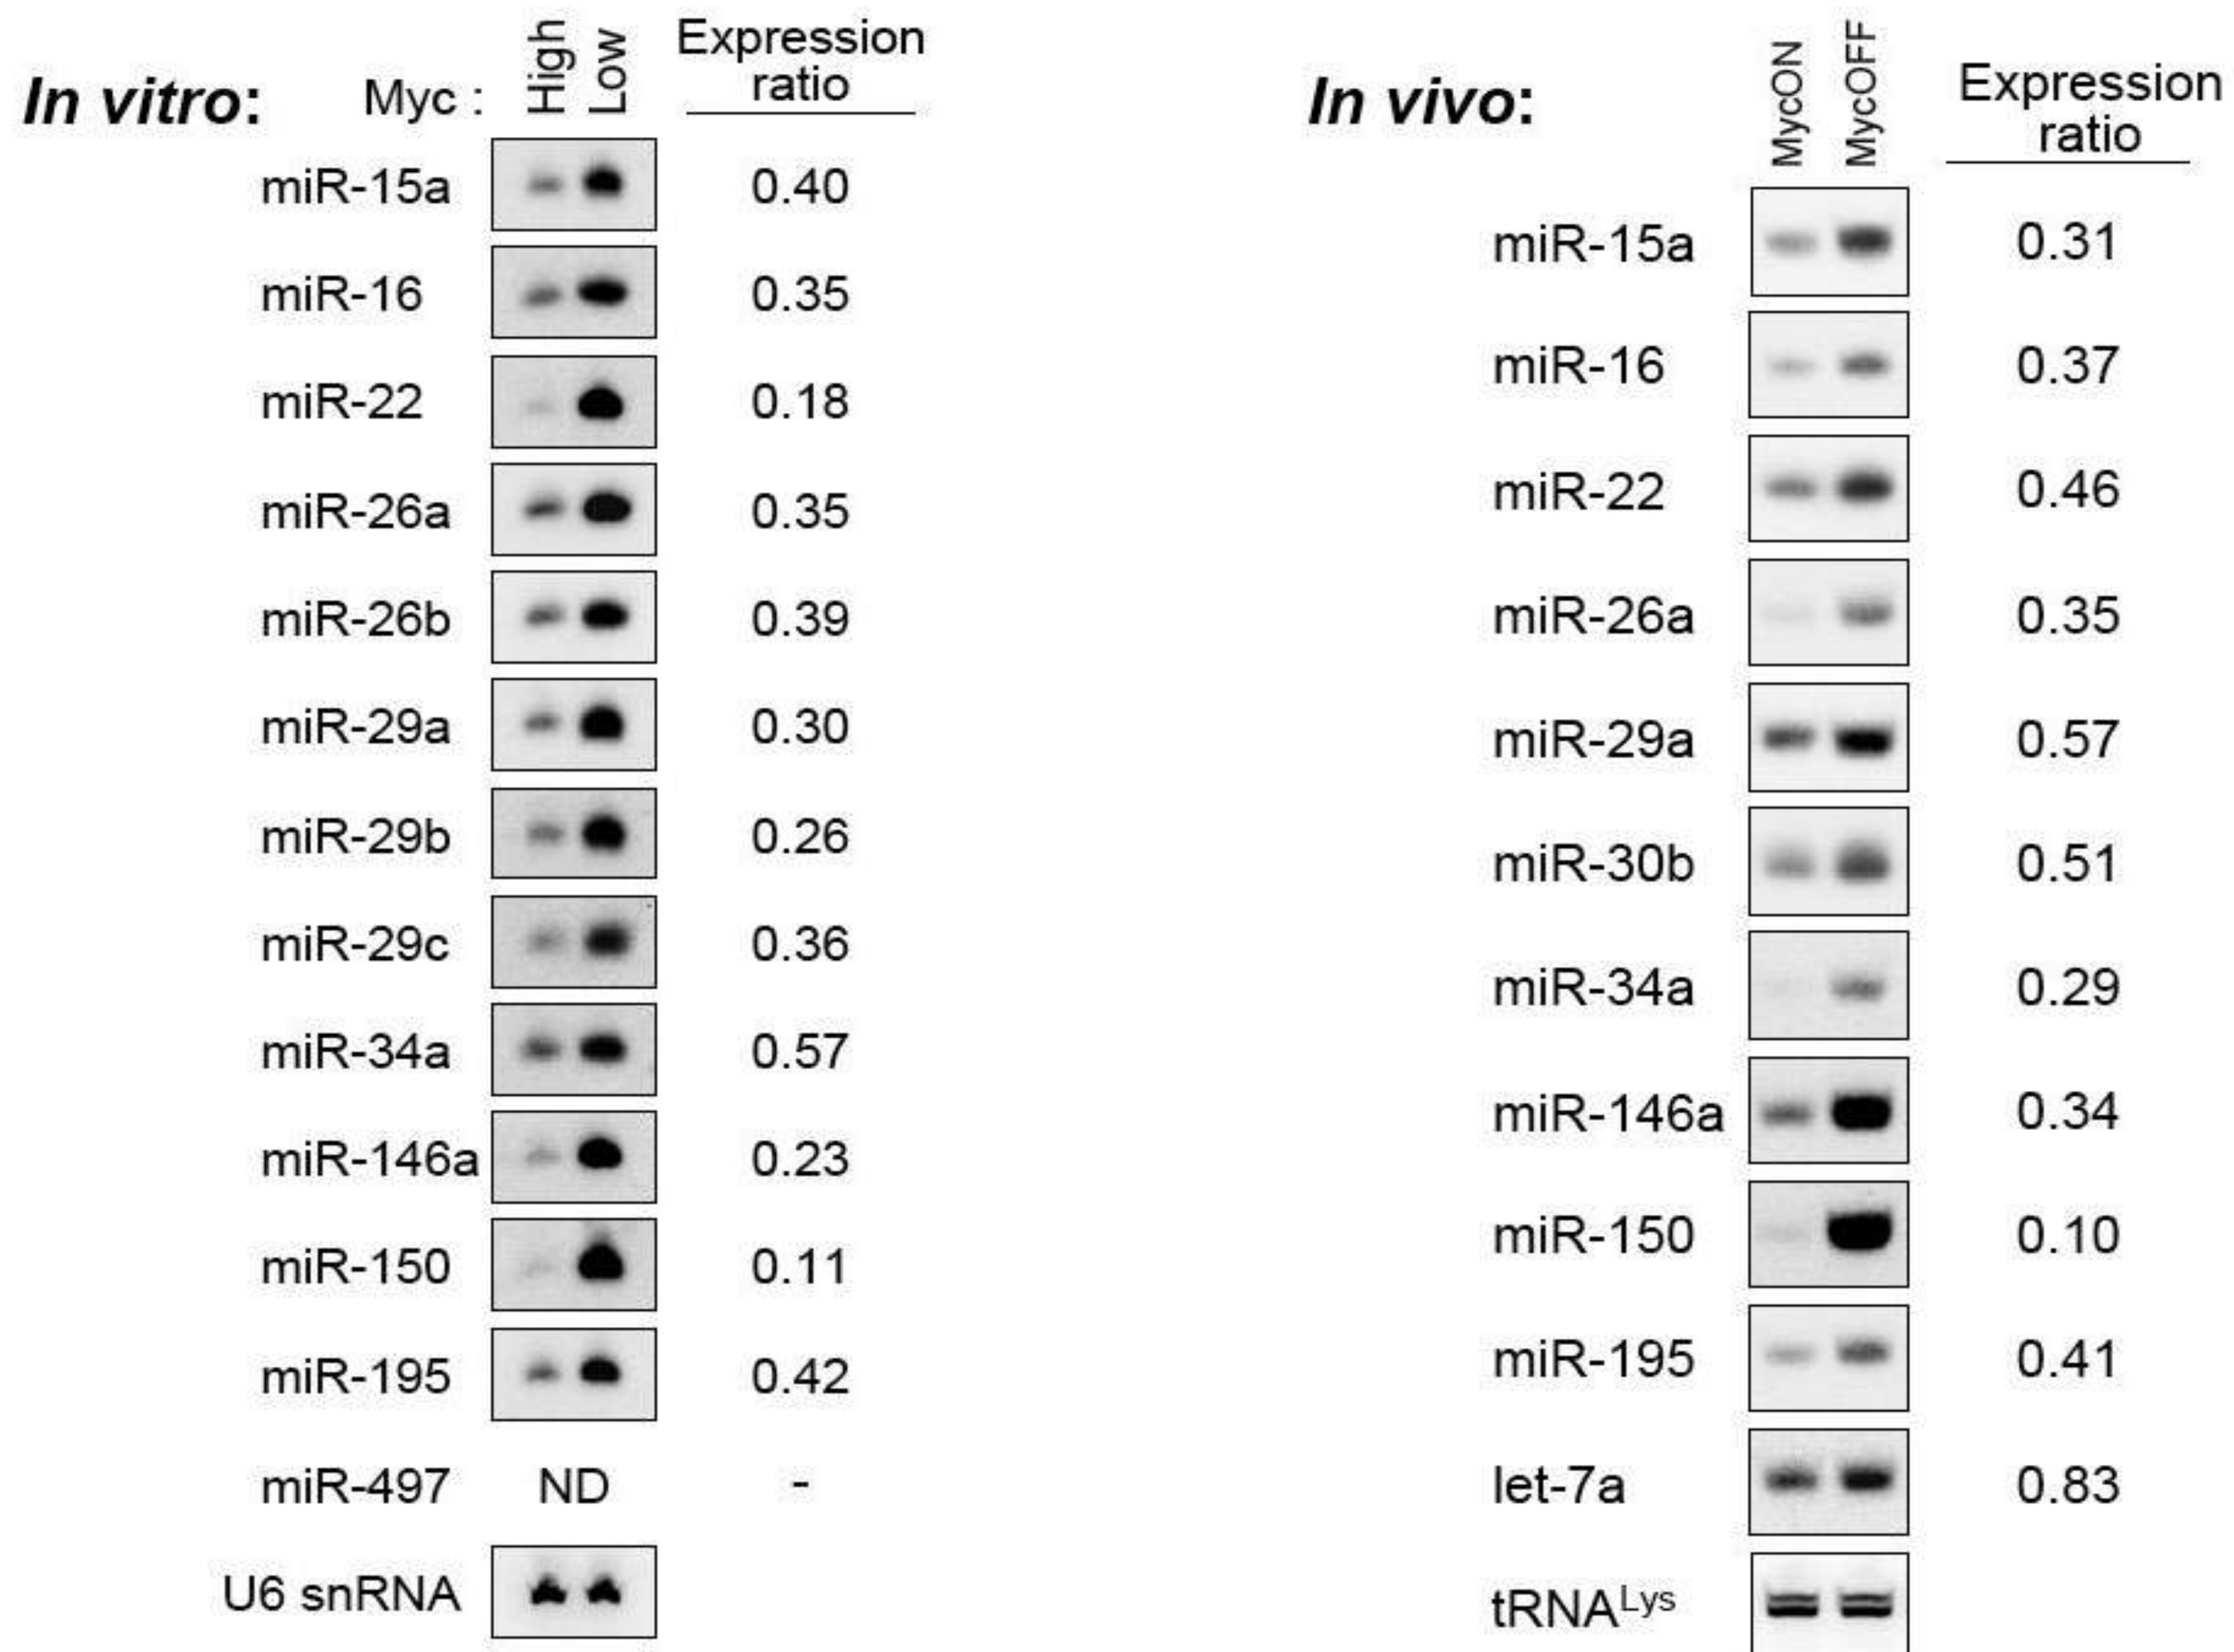 In vitro: Myc : High Low Expression ratio
miR-15a 0.40
miR-16 0.35
miR-22 0.18
miR-26a 0.35
miR-26b 0.39
miR-29a 0.30
miR-29b 0.26
miR-29c 0.36
miR-34a 0.57
miR-146a 0.23
miR-150 0.11
miR-195 0.42
miR-497 ND -
U6 snRNA
In vivo: MycON MycOFF Expression ratio
miR-15a 0.31
miR-16 0.37
miR-22 0.46
miR-26a 0.35
miR-29a 0.57
miR-30b 0.51
miR-34a 0.29
miR-146a 0.34
miR-150 0.10
miR-195 0.41
let-7a 0.83
tRNALys